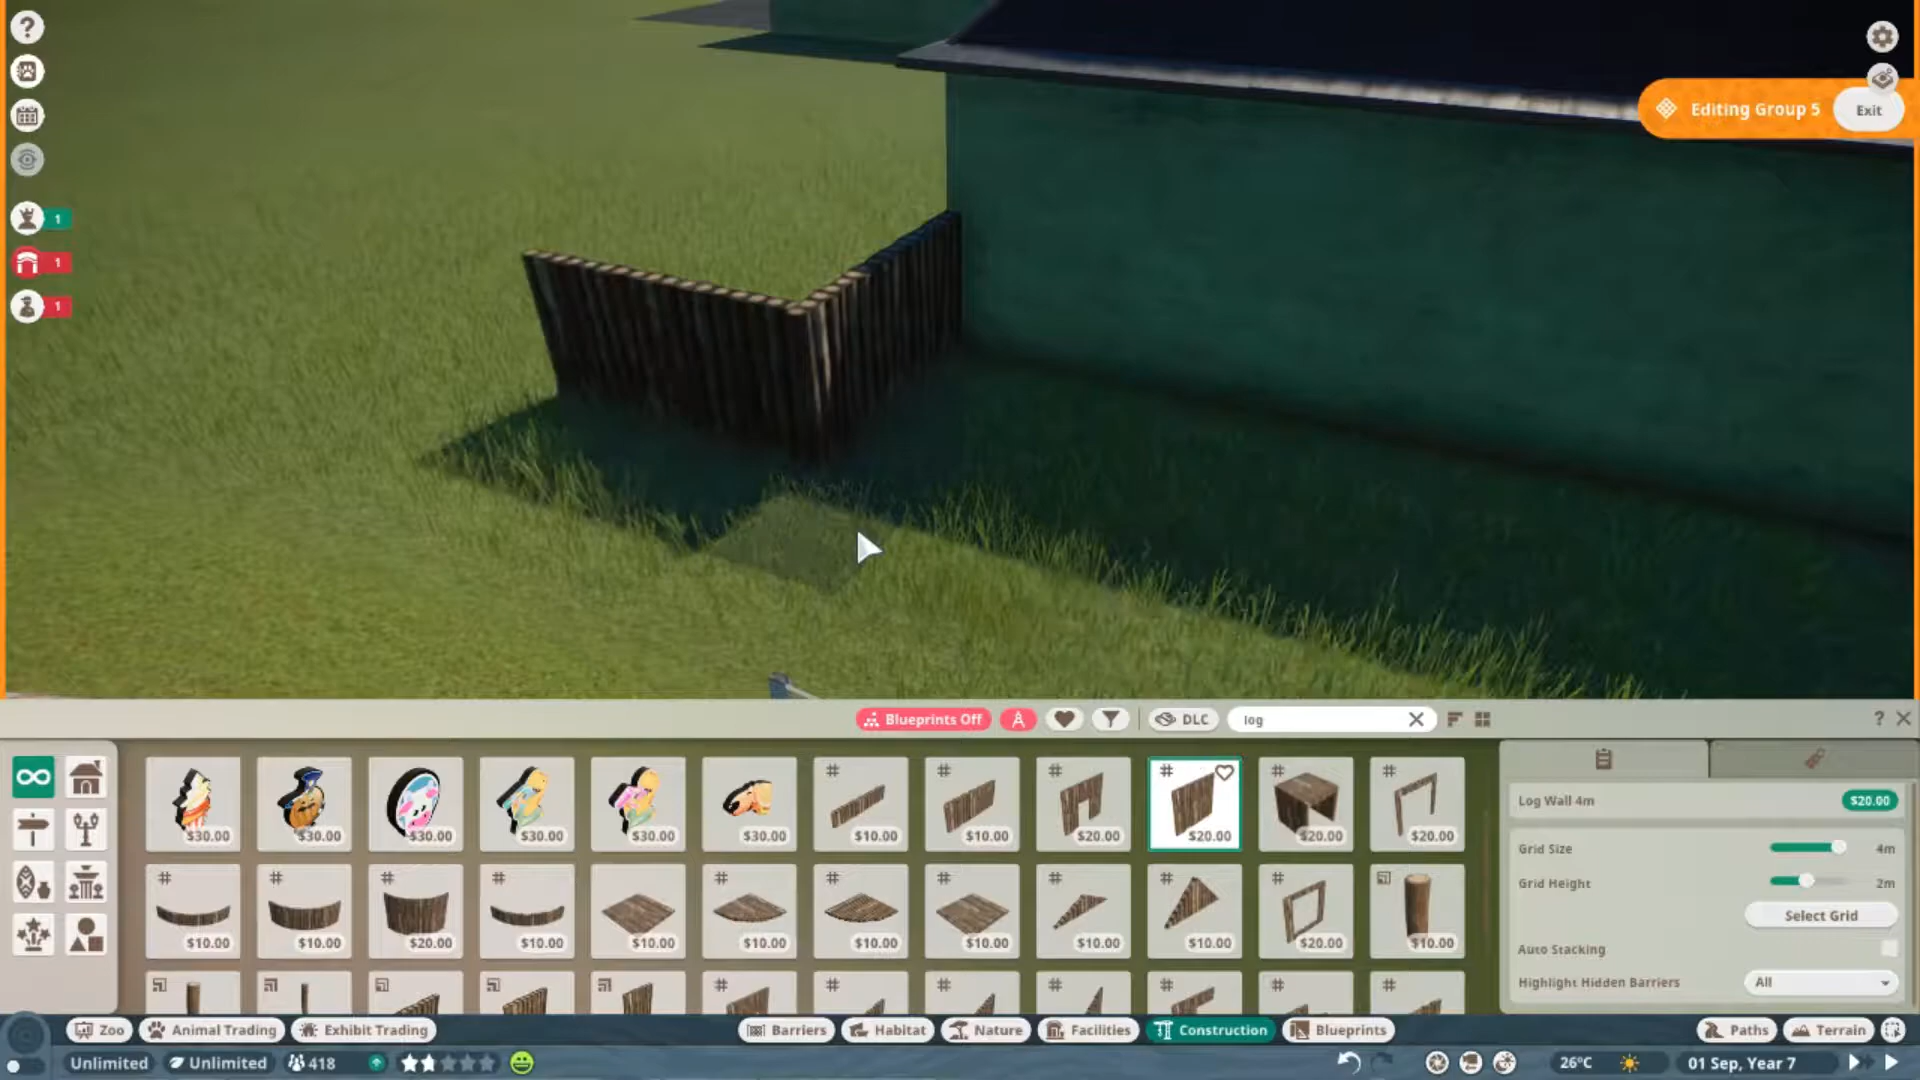 ?
Editing Group 5
Exit
1
1
1
Blueprints Off
DLC
log
?
$30.00
$30.00
$30.00
$30.00
$30.00
$30.00
$10.00
$10.00
$20.00
$20.00
$20.00
$20.00
$10.00
$10.00
$20.00
$10.00
$10.00
$10.00
$10.00
$10.00
$10.00
$10.00
$20.00
$10.00
Log Wall 4m
$20.00
Grid Size
4m
Grid Height
2m
Select Grid
Auto Stacking
Highlight Hidden Barriers
All
Zoo
Animal Trading
Exhibit Trading
Barriers
Habitat
Nature
Facilities
Construction
Blueprints
Paths
Terrain
Unlimited
Unlimited
418
26°C
01 Sep, Year 7